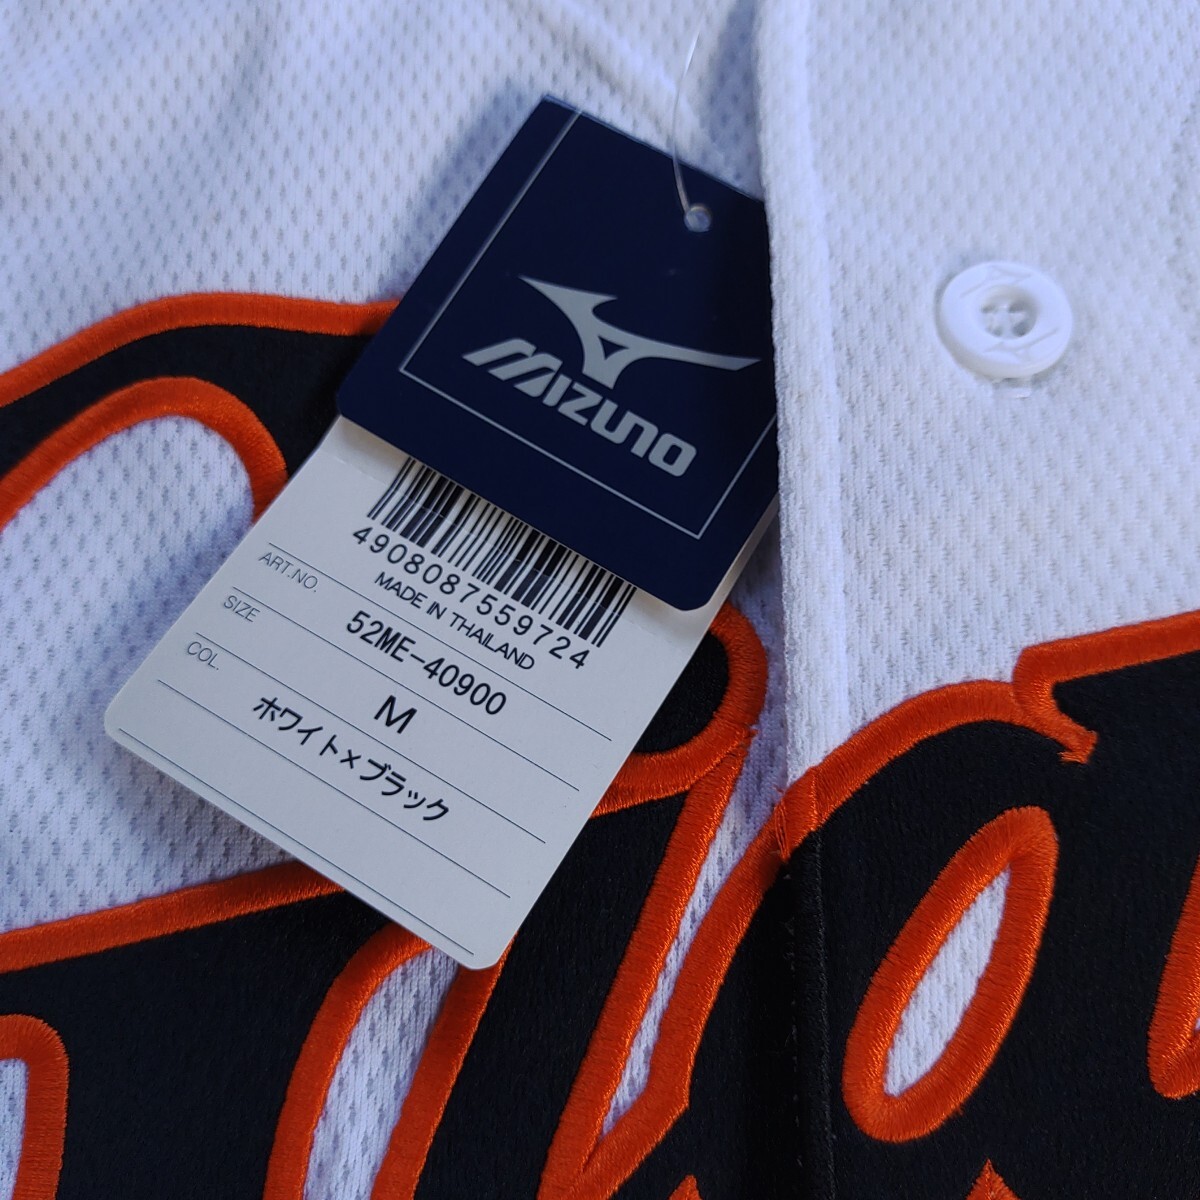 MIZUNO
4908087559724
MADE IN THAILAND
ART.NO. 52ME-40900
SIZE M
COL. ホワイト×ブラック